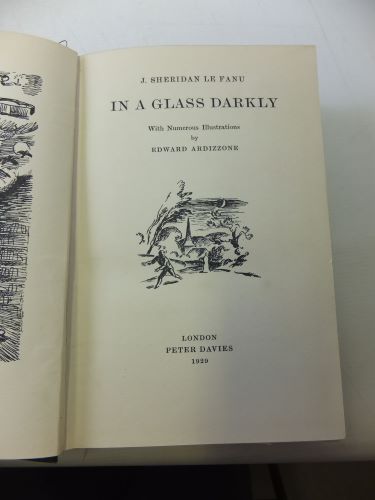 J. SHERIDAN LE FANU
IN A GLASS DARKLY
With Numerous Illustrations
by
EDWARD ARDIZZONE
LONDON
PETER DAVIES
1929